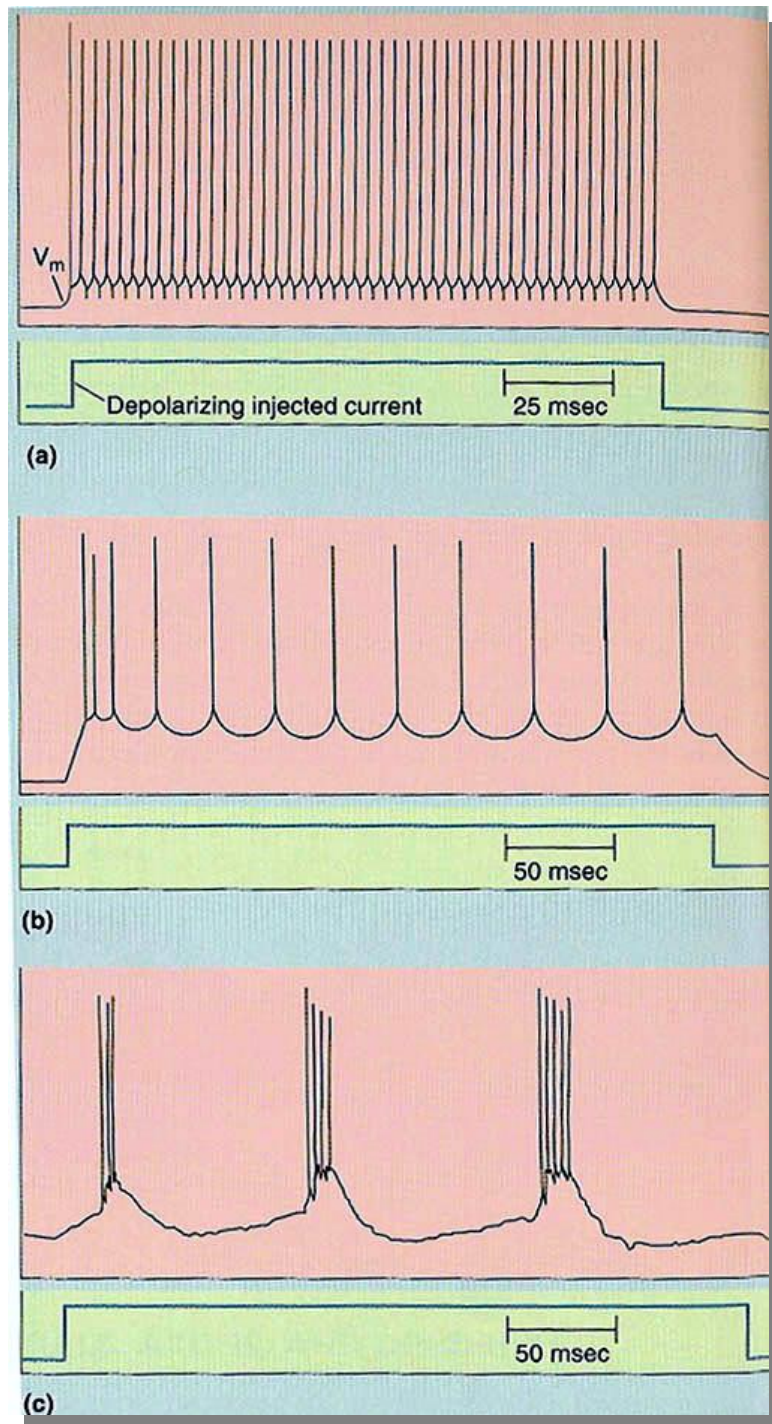 Vm
Depolarizing injected current
25 msec
(a)
50 msec
(b)
50 msec
(c)